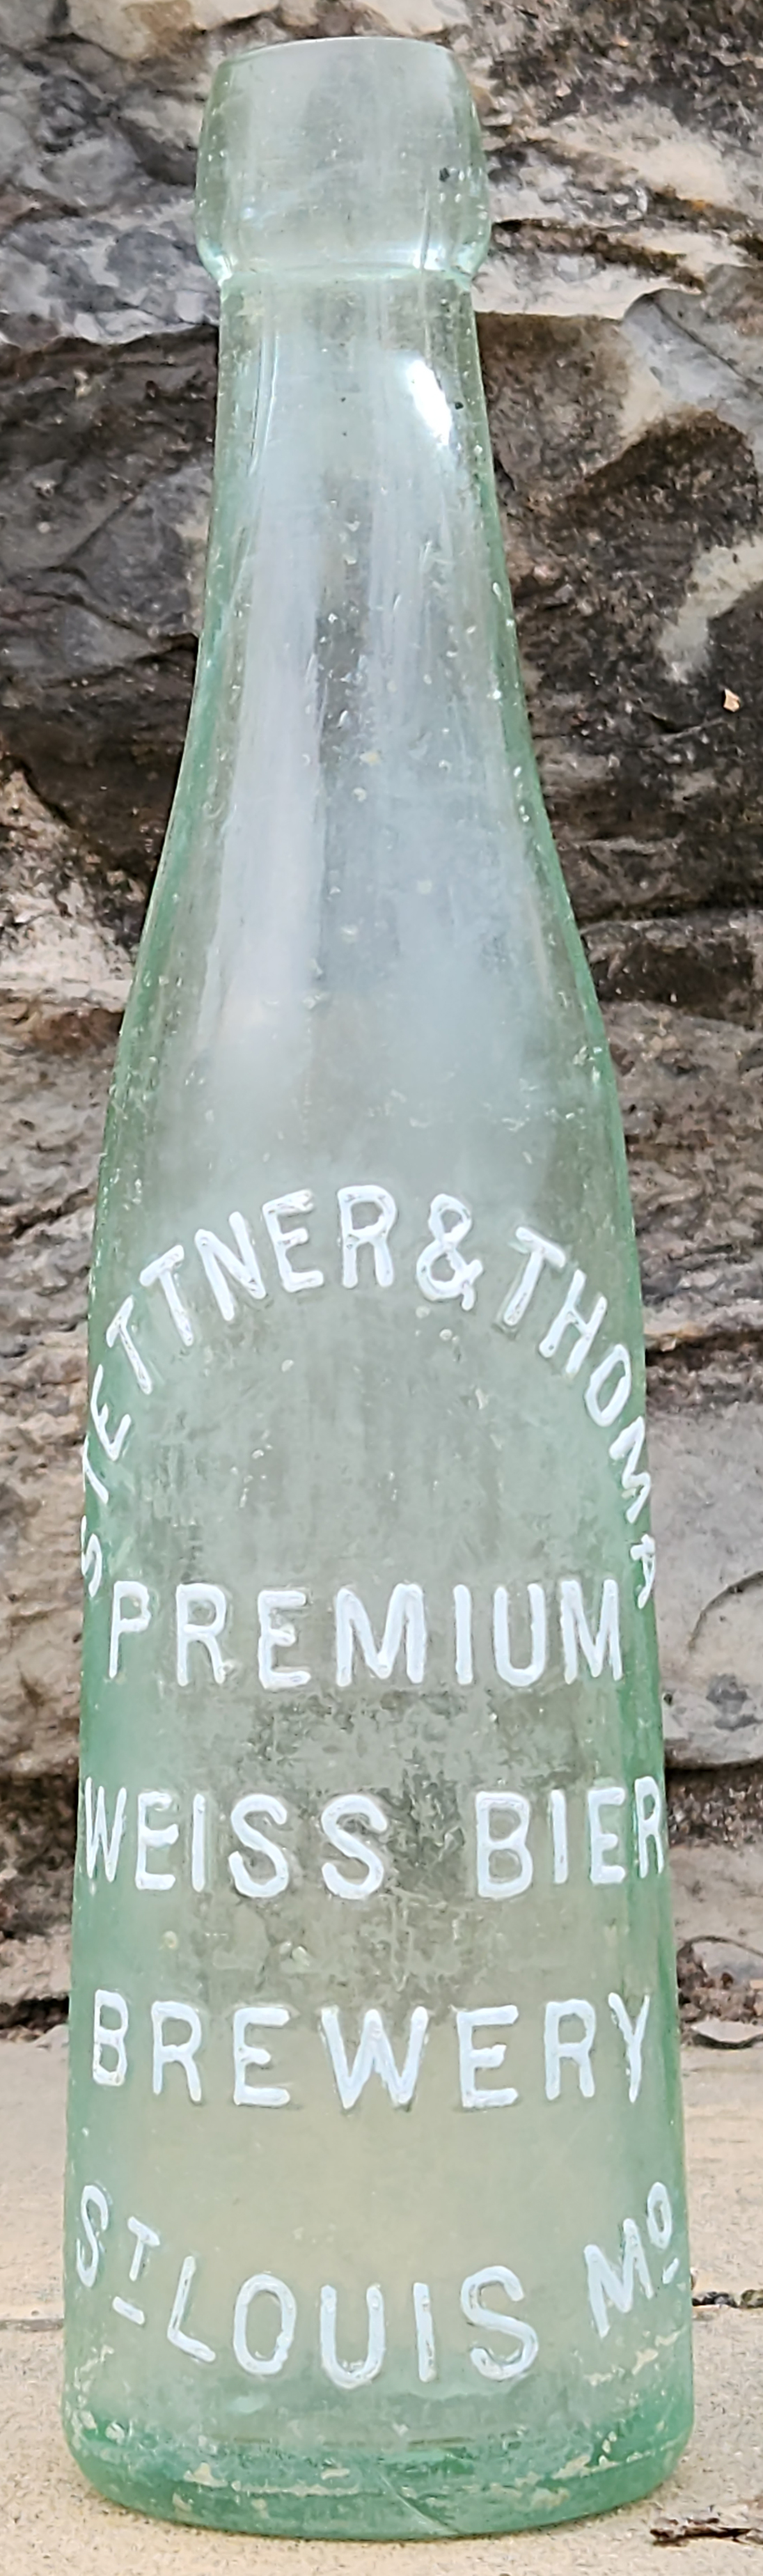 STETTNER & THOMA
PREMIUM
WEISS BIER
BREWERY
ST LOUIS MO